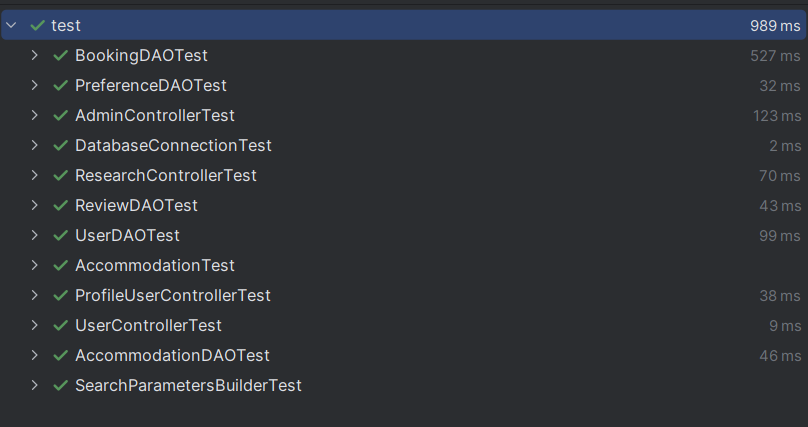 test 989 ms
BookingDAOTest 527 ms
PreferenceDAOTest 32 ms
AdminControllerTest 123 ms
DatabaseConnectionTest 2 ms
ResearchControllerTest 70 ms
ReviewDAOTest 43 ms
UserDAOTest 99 ms
AccommodationTest
ProfileUserControllerTest 38 ms
UserControllerTest 9 ms
AccommodationDAOTest 46 ms
SearchParametersBuilderTest